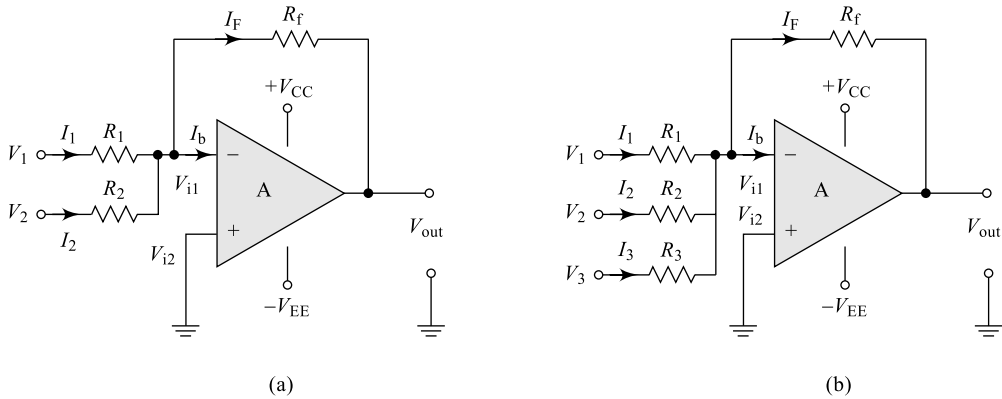 I_F R_f
+V_CC
I_1 R_1 I_b
V_1
−
V_i1
A
R_2
V_2
I_2
V_i2
+
V_out
−V_EE
(a)
I_F R_f
+V_CC
I_1 R_1 I_b
V_1
−
V_i1
A
I_2 R_2
V_2
V_i2
+
V_out
I_3 R_3
V_3
−V_EE
(b)